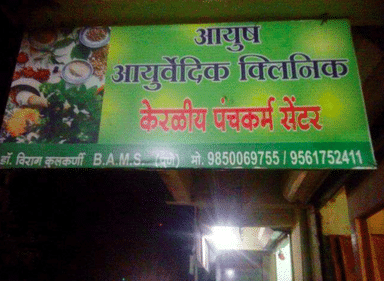 आयुष
आयुर्वेदिक क्लिनिक
केरळीय पंचकर्म सेंटर
डॉ. विराग कुलकर्णी B.A.M.S. (पुणे) मो. 9850069755 / 9561752411